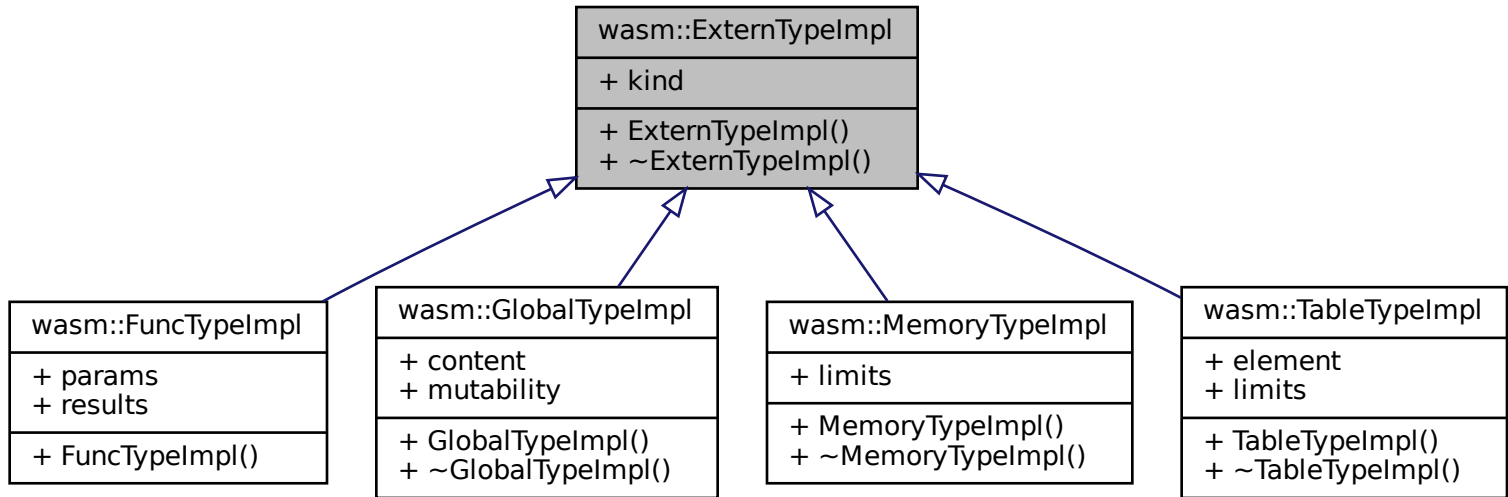 wasm::ExternTypeImpl
+ kind
+ ExternTypeImpl()
+ ~ExternTypeImpl()
wasm::FuncTypeImpl
+ params
+ results
+ FuncTypeImpl()
wasm::GlobalTypeImpl
+ content
+ mutability
+ GlobalTypeImpl()
+ ~GlobalTypeImpl()
wasm::MemoryTypeImpl
+ limits
+ MemoryTypeImpl()
+ ~MemoryTypeImpl()
wasm::TableTypeImpl
+ element
+ limits
+ TableTypeImpl()
+ ~TableTypeImpl()